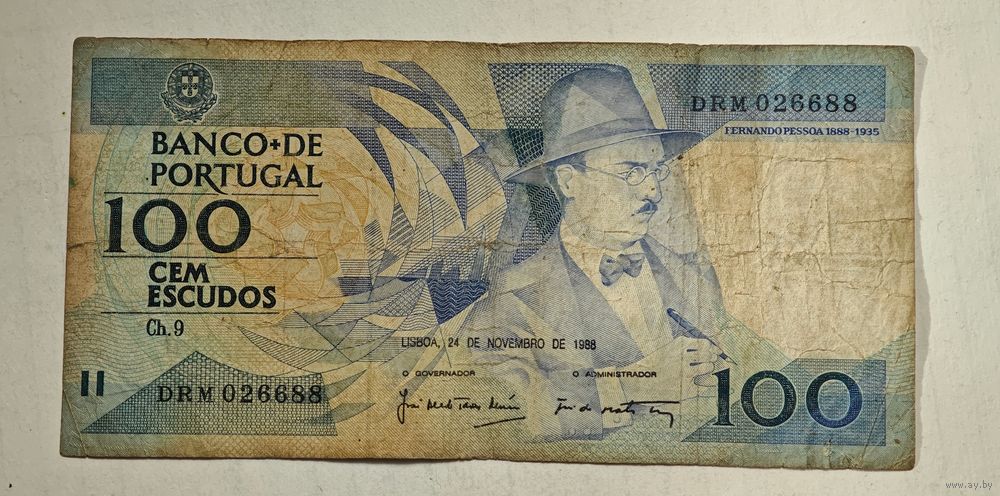 DRM 026688
FERNANDO PESSOA 1888-1935
BANCO+DE
PORTUGAL
100
CEM
ESCUDOS
Ch.9
LISBOA, 24 DE NOVEMBRO DE 1988
O GOVERNADOR
O ADMINISTRADOR
DRM 026688
100
www.ay.by